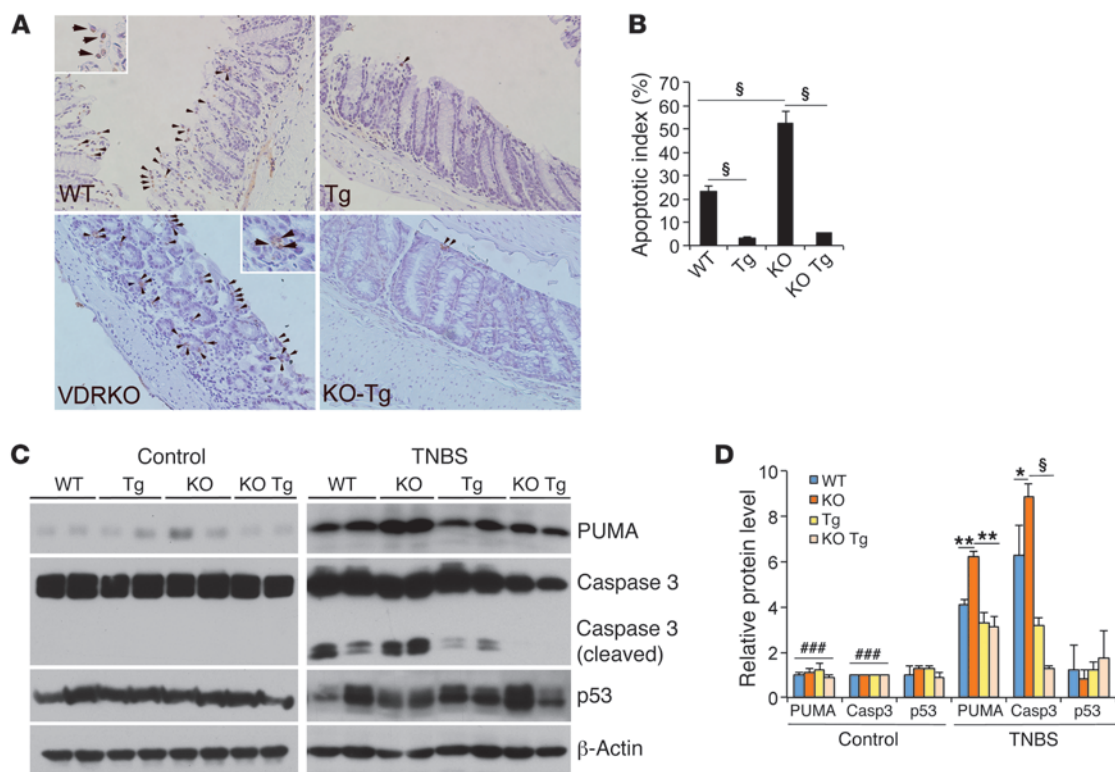 A
WT
Tg
VDRKO
KO-Tg
B
Apoptotic index (%)
70
60
50
40
30
20
10
0
§
§
§
WT
Tg
KO
KO Tg
C
Control
TNBS
WT Tg KO KO Tg
WT KO Tg KO Tg
PUMA
Caspase 3
Caspase 3
(cleaved)
p53
β-Actin
D
Relative protein level
10
8
6
4
2
0
WT
KO
Tg
KO Tg
###
###
** **
* §
PUMA Casp3 p53 PUMA Casp3 p53
Control TNBS